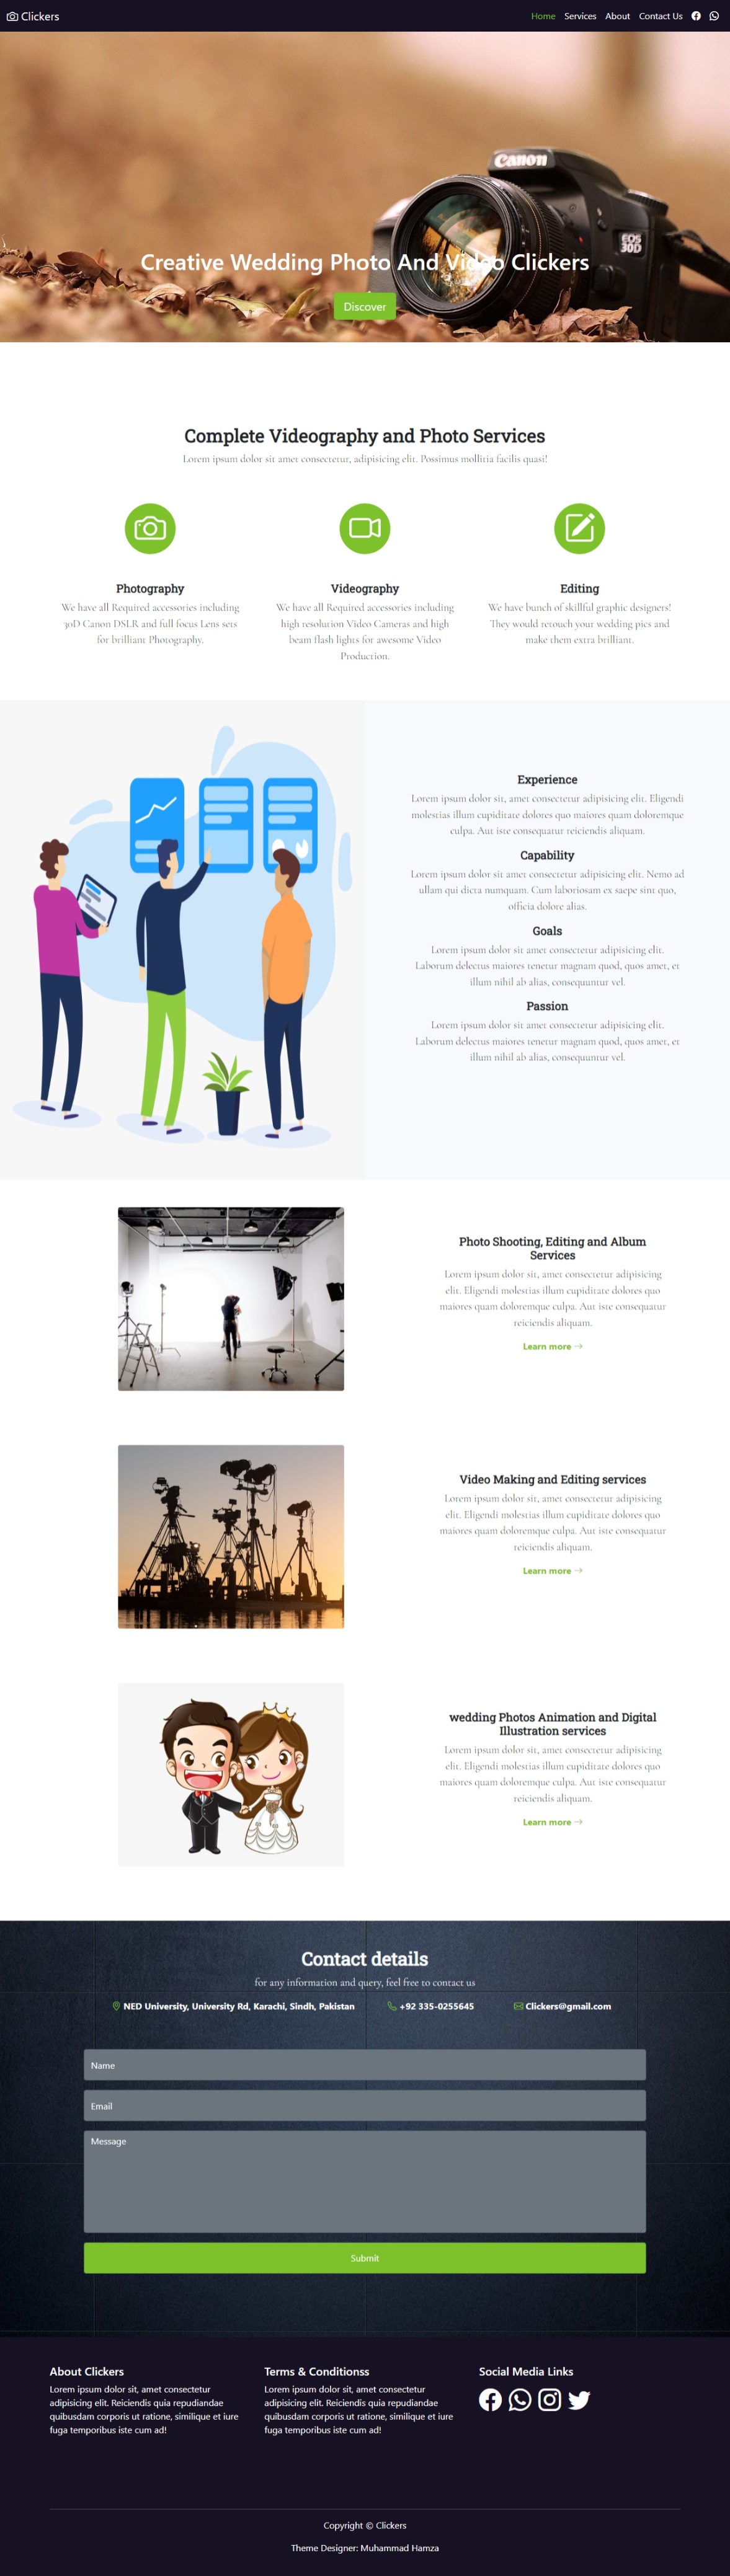 Clickers
Home Services About Contact Us
Canon
EOS
30D
Creative Wedding Photo And Video Clickers
Discover
Complete Videography and Photo Services
Lorem ipsum dolor sit amet consectetur, adipisicing elit. Possimus mollitia facilis quasi!
Photography
We have all Required accessories including
30D Canon DSLR and full focus Lens sets
for brilliant Photography.
Videography
We have all Required accessories including
high resolution Video Cameras and high
beam flash lights for awesome Video
Production.
Editing
We have bunch of skillful graphic designers!
They would retouch your wedding pics and
make them extra brilliant.
Experience
Lorem ipsum dolor sit, amet consectetur adipisicing elit. Eligendi
molestias illum cupiditate dolores quo maiores quam doloremque
culpa. Aut iste consequatur reiciendis aliquam.
Capability
Lorem ipsum dolor sit amet consectetur adipisicing elit. Nemo ad
ullam qui dicta numquam. Cum laboriosam ex saepe sint quo,
officia dolore alias.
Goals
Lorem ipsum dolor sit amet consectetur adipisicing elit.
Laborum delectus maiores tenetur magnam quod, quos amet, et
illum nihil ab alias, consequuntur vel.
Passion
Lorem ipsum dolor sit amet consectetur adipisicing elit.
Laborum delectus maiores tenetur magnam quod, quos amet, et
illum nihil ab alias, consequuntur vel.
Photo Shooting, Editing and Album
Services
Lorem ipsum dolor sit, amet consectetur adipisicing
elit. Eligendi molestias illum cupiditate dolores quo
maiores quam doloremque culpa. Aut iste consequatur
reiciendis aliquam.
Learn more
Video Making and Editing services
Lorem ipsum dolor sit, amet consectetur adipisicing
elit. Eligendi molestias illum cupiditate dolores quo
maiores quam doloremque culpa. Aut iste consequatur
reiciendis aliquam.
Learn more
wedding Photos Animation and Digital
Illustration services
Lorem ipsum dolor sit, amet consectetur adipisicing
elit. Eligendi molestias illum cupiditate dolores quo
maiores quam doloremque culpa. Aut iste consequatur
reiciendis aliquam.
Learn more
Contact details
for any information and query, feel free to contact us
NED University, University Rd, Karachi, Sindh, Pakistan +92 335-0255645 Clickers@gmail.com
Name
Email
Message
Submit
About Clickers
Lorem ipsum dolor sit, amet consectetur
adipisicing elit. Reiciendis quia repudiandae
quibusdam corporis ut ratione, similique et iure
fuga temporibus iste cum ad!
Terms & Conditionss
Lorem ipsum dolor sit, amet consectetur
adipisicing elit. Reiciendis quia repudiandae
quibusdam corporis ut ratione, similique et iure
fuga temporibus iste cum ad!
Social Media Links
Copyright © Clickers
Theme Designer: Muhammad Hamza